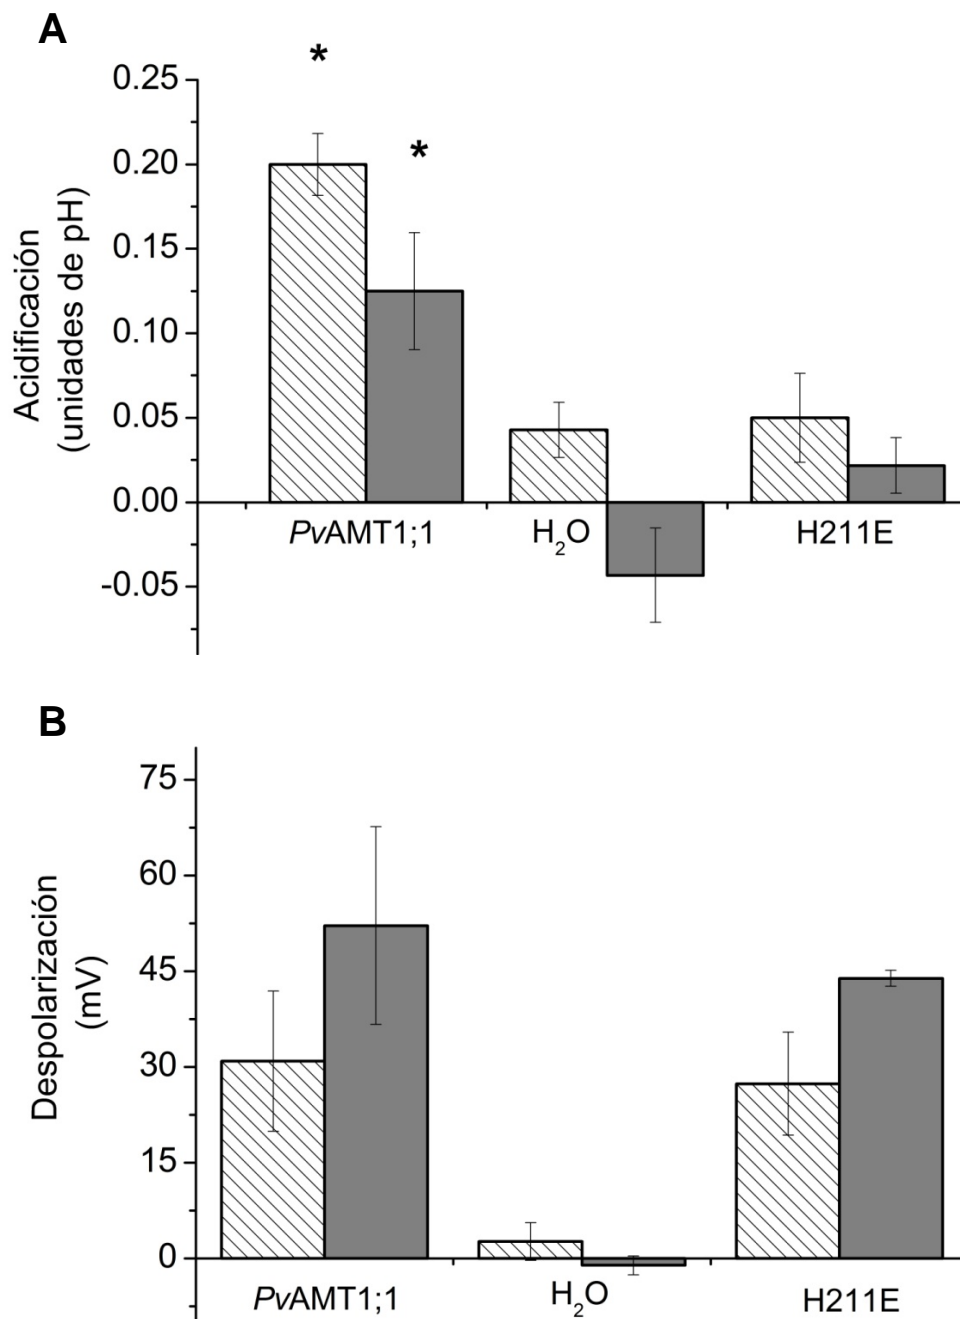 A
*
*
0.25
0.20
0.15
0.10
0.05
0.00
-0.05
Acidificación
(unidades de pH)
PvAMT1;1
H₂O
H211E
B
75
60
45
30
15
0
Despolarización
(mV)
PvAMT1;1
H₂O
H211E